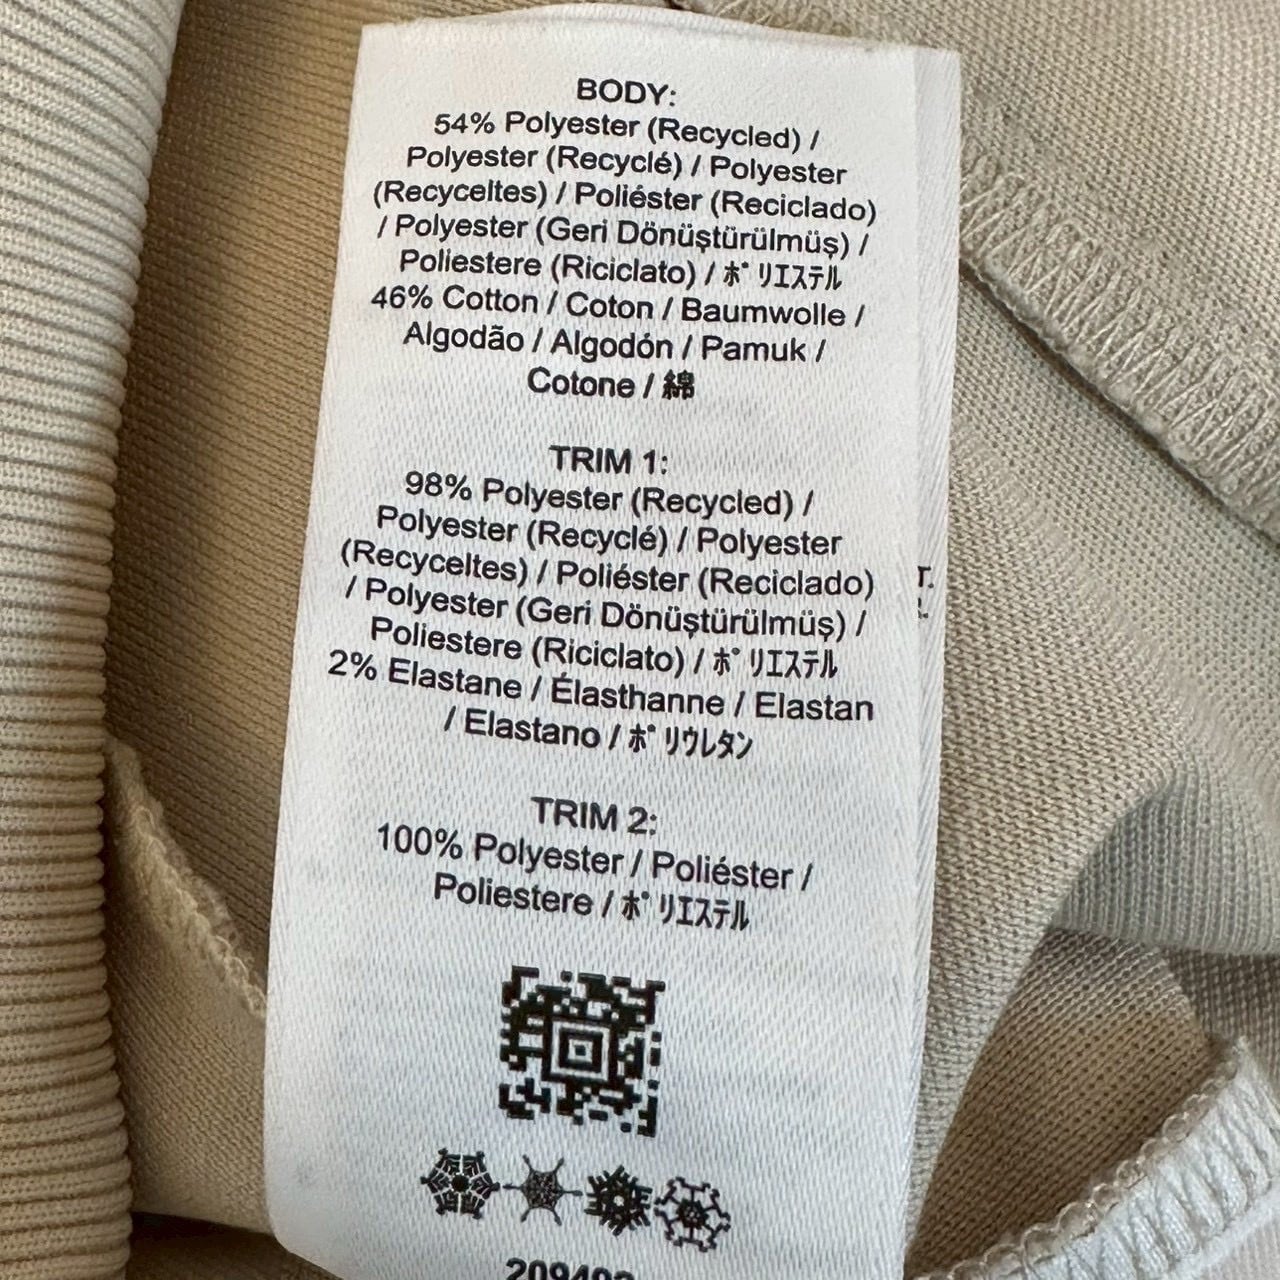 BODY:
54% Polyester (Recycled) /
Polyester (Recyclé) / Polyester
(Recyceltes) / Poliéster (Reciclado)
/ Polyester (Geri Dönüştürülmüş) /
Poliestere (Riciclato) / ポリエステル
46% Cotton / Coton / Baumwolle /
Algodão / Algodón / Pamuk /
Cotone / 綿
TRIM 1:
98% Polyester (Recycled) /
Polyester (Recyclé) / Polyester
(Recyceltes) / Poliéster (Reciclado)
/ Polyester (Geri Dönüştürülmüş) /
Poliestere (Riciclato) / ポリエステル
2% Elastane / Élasthanne / Elastan
/ Elastano / ポリウレタン
TRIM 2:
100% Polyester / Poliéster /
Poliestere / ポリエステル